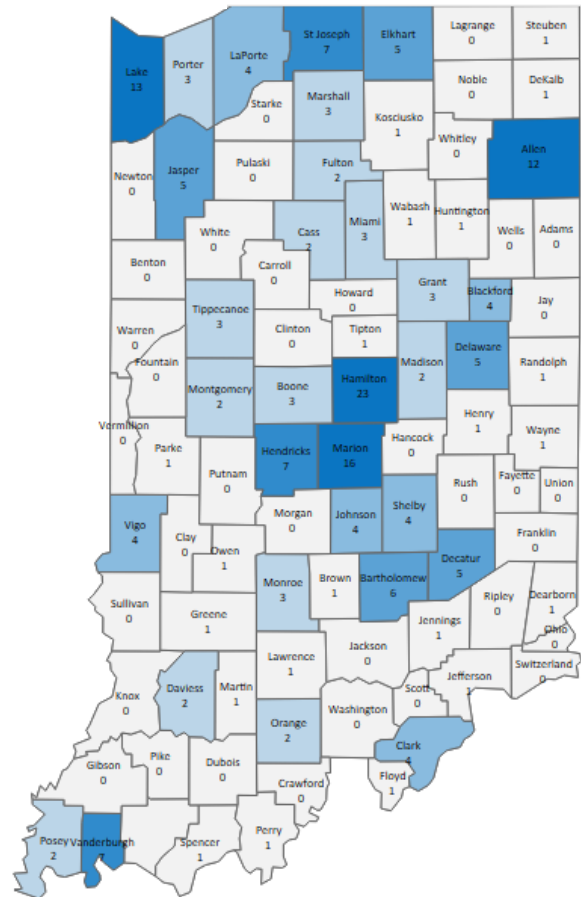 Lake
13
Porter
3
LaPorte
4
St Joseph
7
Elkhart
5
Lagrange
0
Steuben
1
Noble
0
DeKalb
1
Starke
0
Marshall
3
Kosciusko
1
Whitley
0
Allen
12
Newton
0
Jasper
5
Pulaski
0
Fulton
2
Wabash
1
Huntington
1
Wells
0
Adams
0
White
0
Cass
2
Miami
3
Benton
0
Carroll
0
Howard
0
Grant
3
Blackford
4
Jay
0
Tippecanoe
3
Clinton
0
Tipton
1
Warren
0
Fountain
0
Madison
2
Delaware
5
Randolph
1
Montgomery
2
Boone
3
Hamilton
23
Vermillion
0
Henry
1
Wayne
1
Parke
1
Putnam
0
Hendricks
7
Marion
16
Hancock
0
Rush
0
Fayette
0
Union
0
Vigo
4
Clay
0
Owen
1
Morgan
0
Johnson
4
Shelby
4
Franklin
0
Decatur
5
Sullivan
0
Greene
1
Monroe
3
Brown
1
Bartholomew
6
Jennings
1
Ripley
0
Dearborn
1
Ohio
0
Switzerland
0
Knox
0
Daviess
2
Martin
1
Lawrence
1
Jackson
0
Jefferson
1
Scott
0
Washington
0
Orange
2
Clark
4
Floyd
1
Gibson
0
Pike
0
Dubois
0
Crawford
0
Posey
2
Vanderburgh
7
Spencer
1
Perry
1